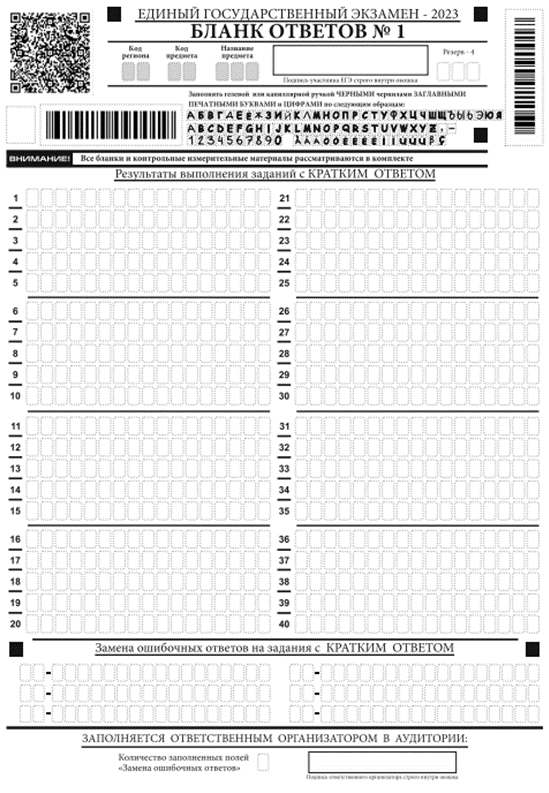 ЕДИНЫЙ ГОСУДАРСТВЕННЫЙ ЭКЗАМЕН - 2023
БЛАНК ОТВЕТОВ № 1
Код региона
Код предмета
Название предмета
Резерв - 4
Подпись участника ЕГЭ строго внутри окошка
Заполнять гелевой или капиллярной ручкой ЧЕРНЫМИ чернилами ЗАГЛАВНЫМИ
ПЕЧАТНЫМИ БУКВАМИ и ЦИФРАМИ по следующим образцам:
АБВГДЕЁЖЗИЙКЛМНОПРСТУФХЦЧШЩЪЫЬЭЮЯ
ABCDEFGHIJKLMNOPQRSTUVWXYZ,-
1234567890
ВНИМАНИЕ!
Все бланки и контрольные измерительные материалы рассматриваются в комплекте
Результаты выполнения заданий с КРАТКИМ ОТВЕТОМ
1 21
2 22
3 23
4 24
5 25
6 26
7 27
8 28
9 29
10 30
11 31
12 32
13 33
14 34
15 35
16 36
17 37
18 38
19 39
20 40
Замена ошибочных ответов на задания с КРАТКИМ ОТВЕТОМ
- -
- -
- -
ЗАПОЛНЯЕТСЯ ОТВЕТСТВЕННЫМ ОРГАНИЗАТОРОМ В АУДИТОРИИ:
Количество заполненных полей
«Замена ошибочных ответов»
Подпись ответственного организатора строго внутри окошка